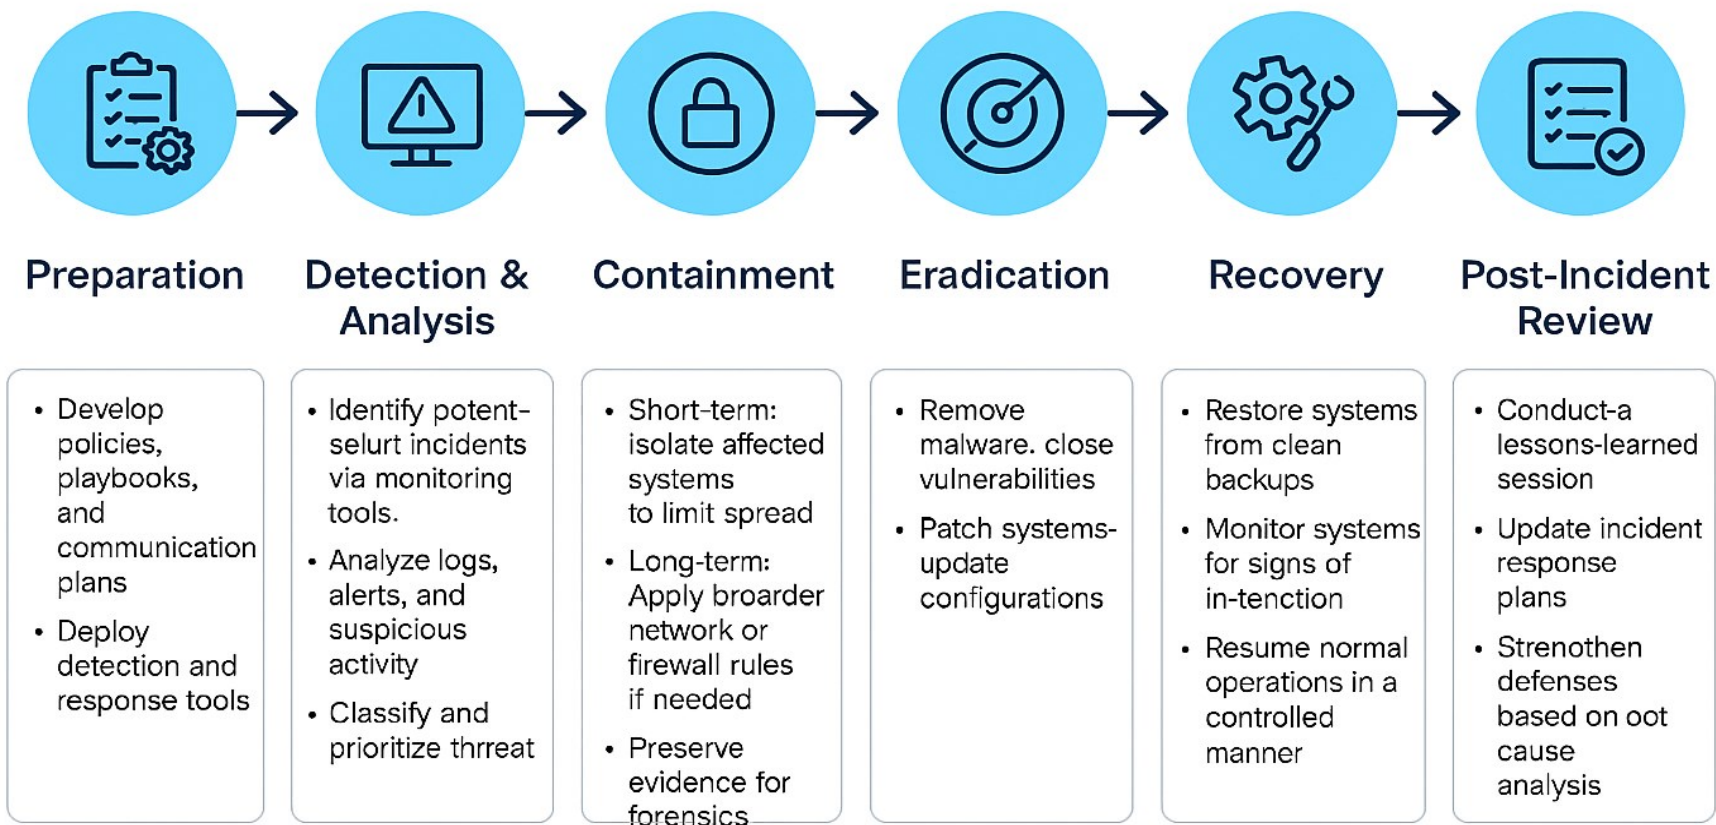 Preparation
Detection &
Analysis
Containment
Eradication
Recovery
Post-Incident
Review
• Develop
policies,
playbooks,
and
communication
plans
• Deploy
detection and
response tools
• Identify potent-
selurt incidents
via monitoring
tools.
• Analyze logs,
alerts, and
suspicious
activity
• Classify and
prioritize thrreat
• Short-term:
isolate affected
systems
to limit spread
• Long-term:
Apply broarder
network or
firewall rules
if needed
• Preserve
evidence for
forensics
• Remove
malware. close
vulnerabilities
• Patch systems-
update
configurations
• Restore systems
from clean
backups
• Monitor systems
for signs of
in-tenction
• Resume normal
operations in a
controlled
manner
• Conduct-a
lessons-learned
session
• Update incident
response
plans
• Strenothen
defenses
based on oot
cause
analysis